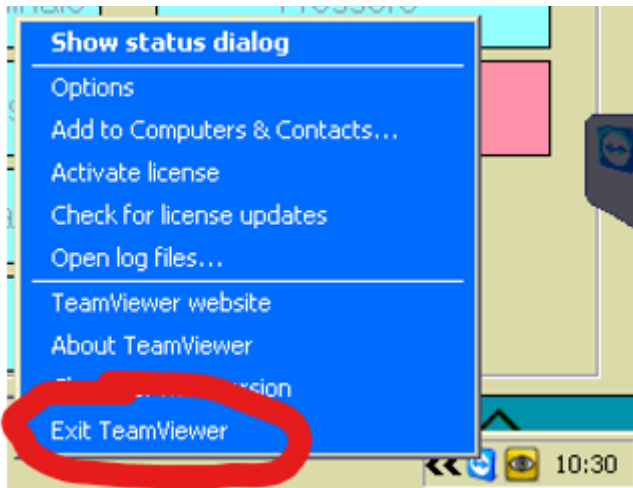 Show status dialog
Options
Add to Computers & Contacts...
Activate license
Check for license updates
Open log files...
TeamViewer website
About TeamViewer
Exit TeamViewer
10:30